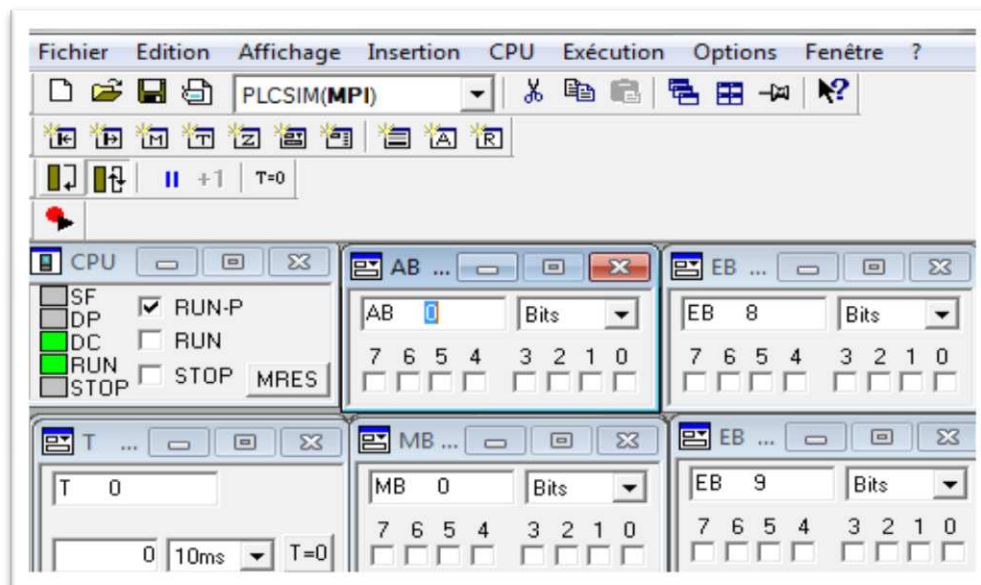 Fichier Edition Affichage Insertion CPU Exécution Options Fenêtre ?
PLCSIM(MPI)
M T Z
A R
+1 T=0
CPU
SF
DP
DC
RUN
STOP
RUN-P
RUN
STOP MRES
AB ...
AB 0 Bits
7 6 5 4 3 2 1 0
EB ...
EB 8 Bits
7 6 5 4 3 2 1 0
T ...
T 0
0 10ms T=0
MB ...
MB 0 Bits
7 6 5 4 3 2 1 0
EB ...
EB 9 Bits
7 6 5 4 3 2 1 0